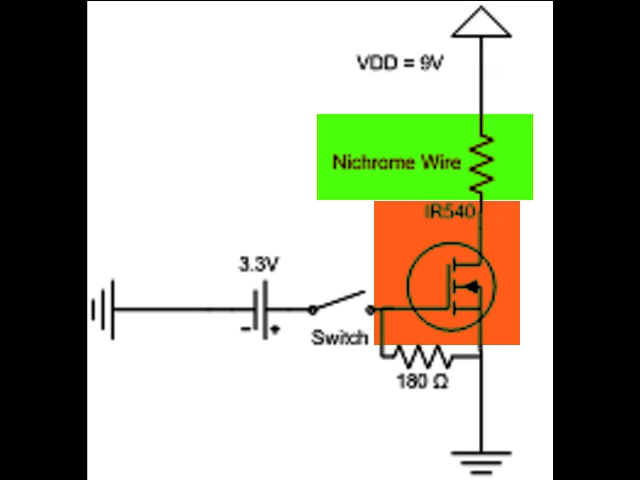 VDD = 9V
Nichrome Wire
IR540
3.3V
- +
Switch
180 Ω